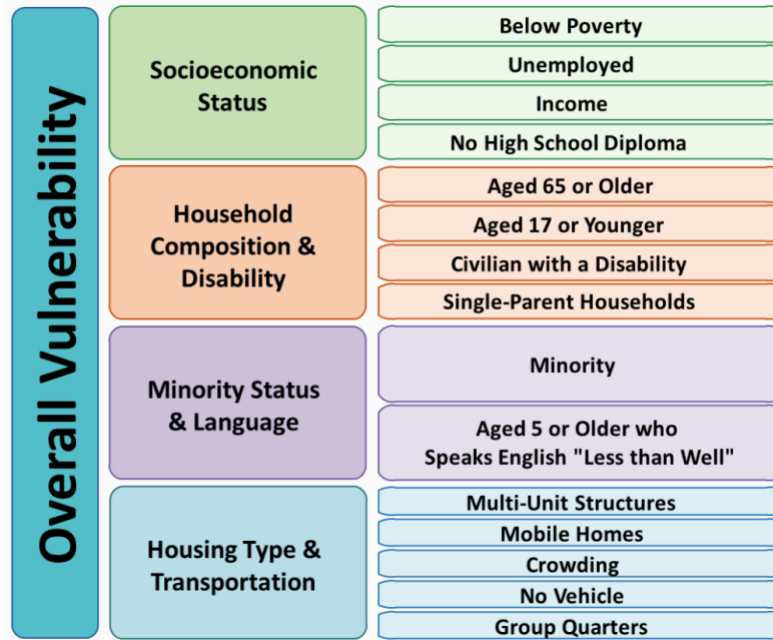 Overall Vulnerability
Socioeconomic
Status
Below Poverty
Unemployed
Income
No High School Diploma
Household
Composition &
Disability
Aged 65 or Older
Aged 17 or Younger
Civilian with a Disability
Single-Parent Households
Minority Status
& Language
Minority
Aged 5 or Older who
Speaks English "Less than Well"
Housing Type &
Transportation
Multi-Unit Structures
Mobile Homes
Crowding
No Vehicle
Group Quarters